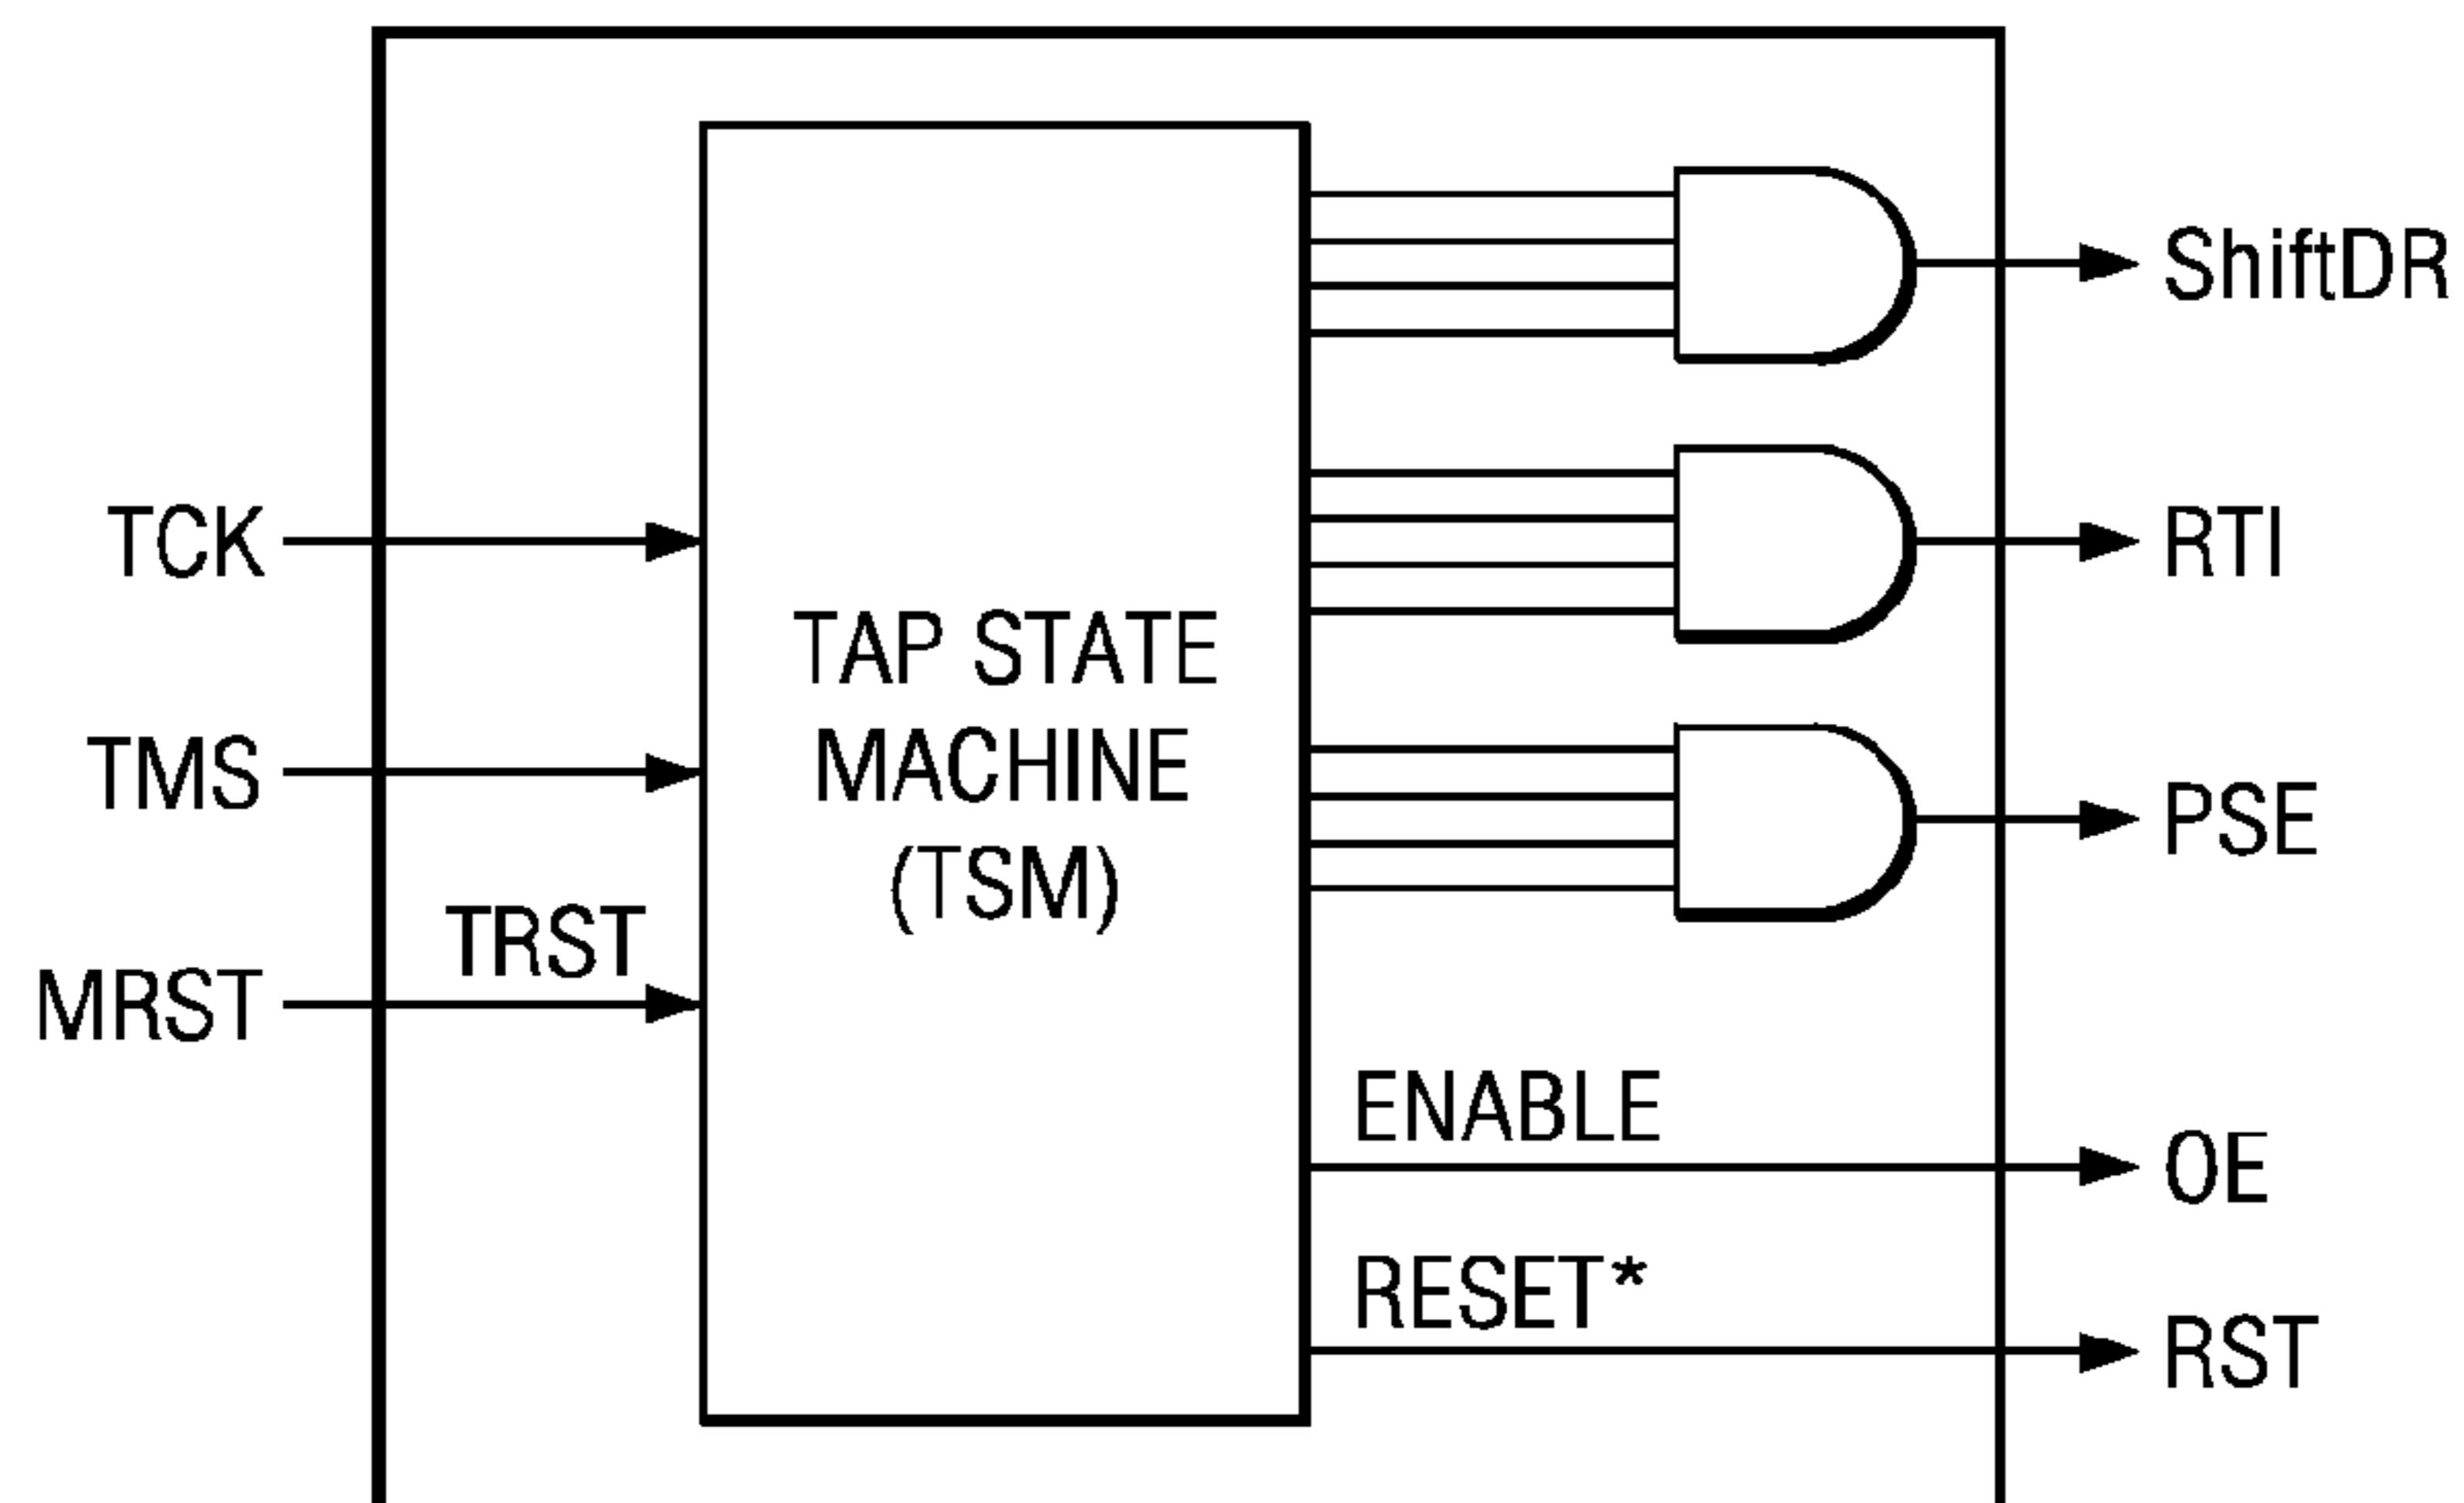 TCK
TMS
MRST
TRST
TAP STATE
MACHINE
(TSM)
ENABLE
RESET*
ShiftDR
RTI
PSE
OE
RST